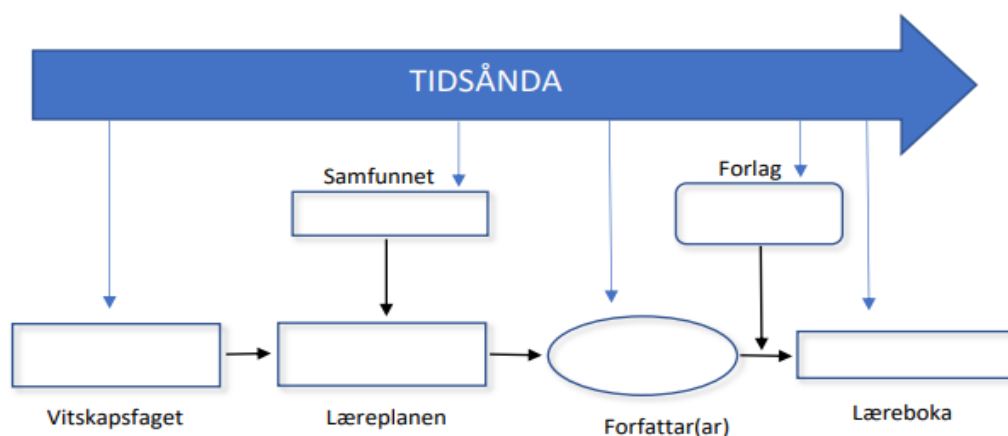 TIDSÅNDA
Samfunnet
Forlag
Vitskapsfaget
Læreplanen
Forfattar(ar)
Læreboka